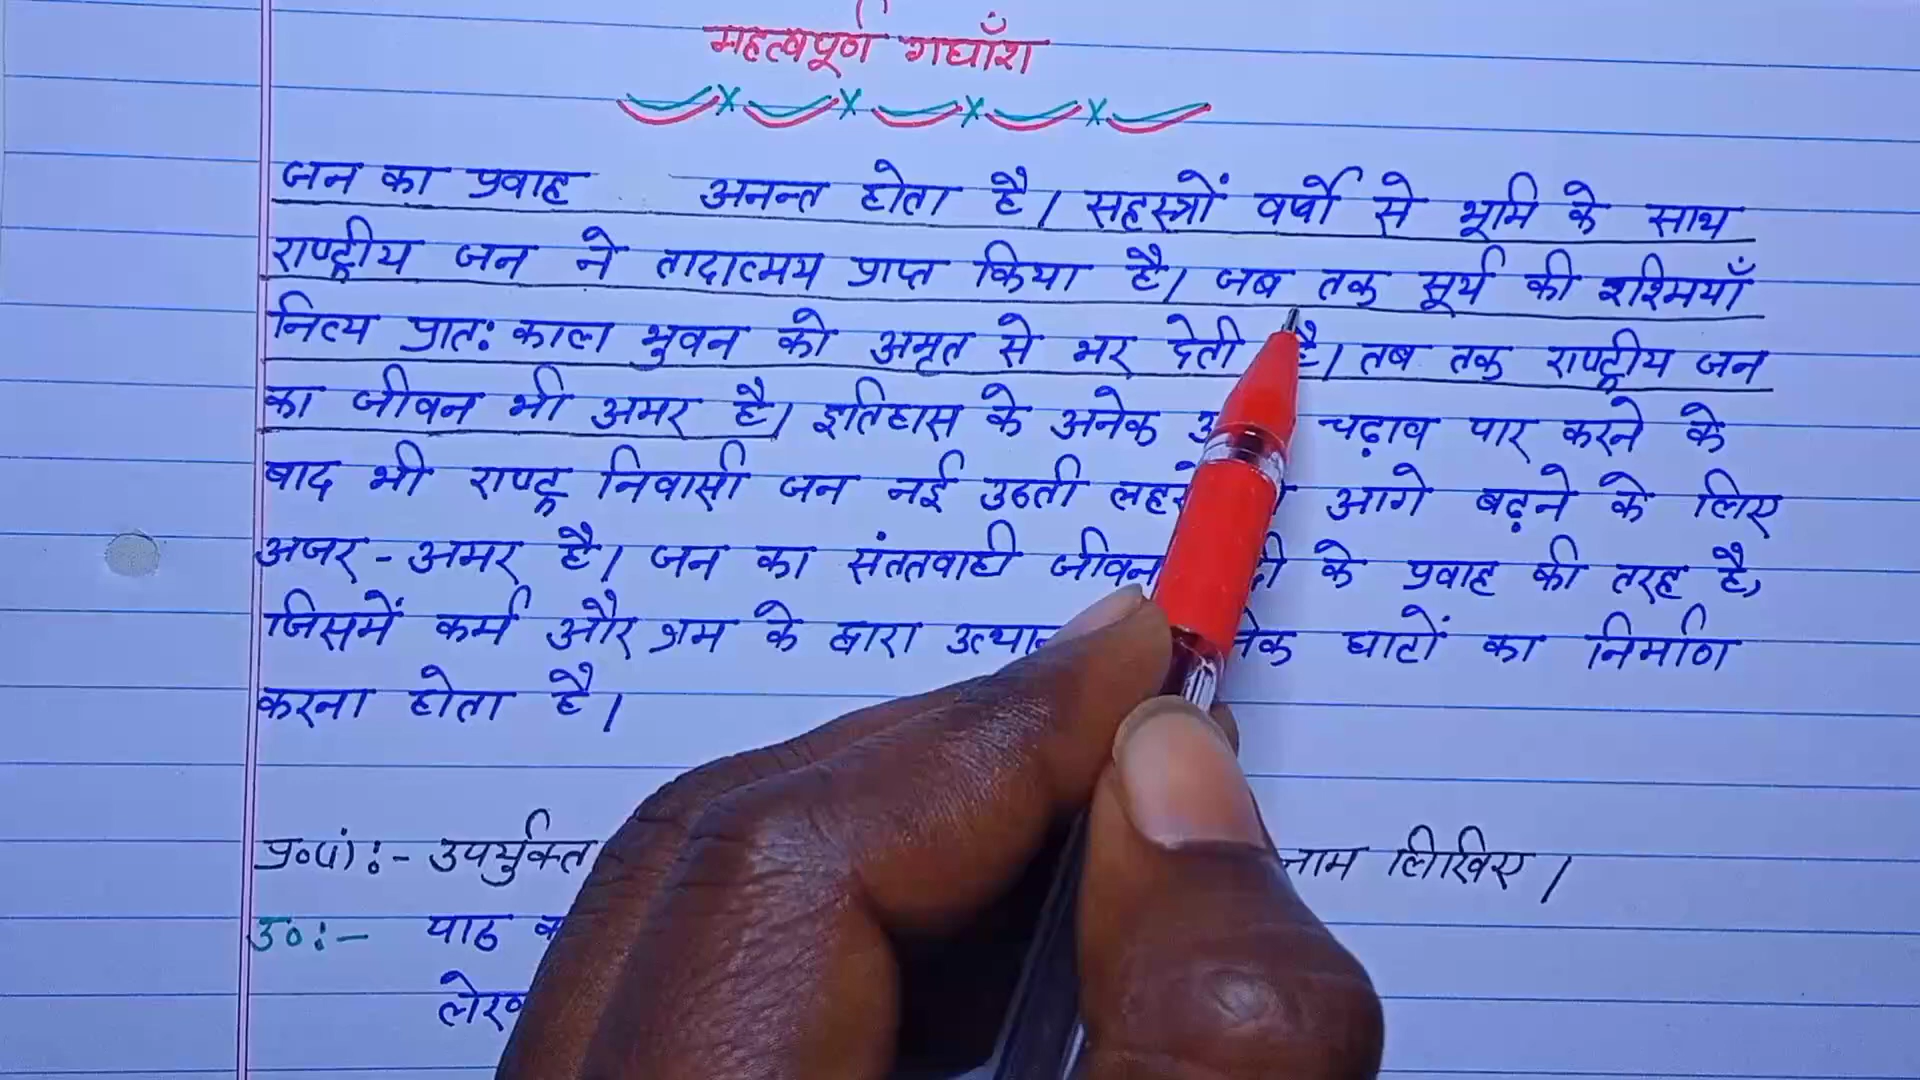 महत्वपूर्ण गद्याँश
जन का प्रवाह अनन्त होता है। सहस्त्रों वर्षों से भूमि के साथ
राष्ट्रीय जन ने तादात्मय प्राप्त किया है। जब तक सूर्य की रश्मियाँ
नित्य प्रातः काल भुवन को अमृत से भर देती है। तब तक राष्ट्रीय जन
का जीवन भी अमर है। इतिहास के अनेक चढ़ाव पार करने के
बाद भी राष्ट्र निवासी जन नई उठती आगे बढ़ने के लिए
अजर - अमर है। जन का संततवाही जीवन के प्रवाह की तरह है,
जिसमें कर्म और श्रम के द्वारा घाटों का निर्माण
करना होता है।
प्र०(i) :- उपर्युक्त नाम लिखिए।
उ० :- पाठ